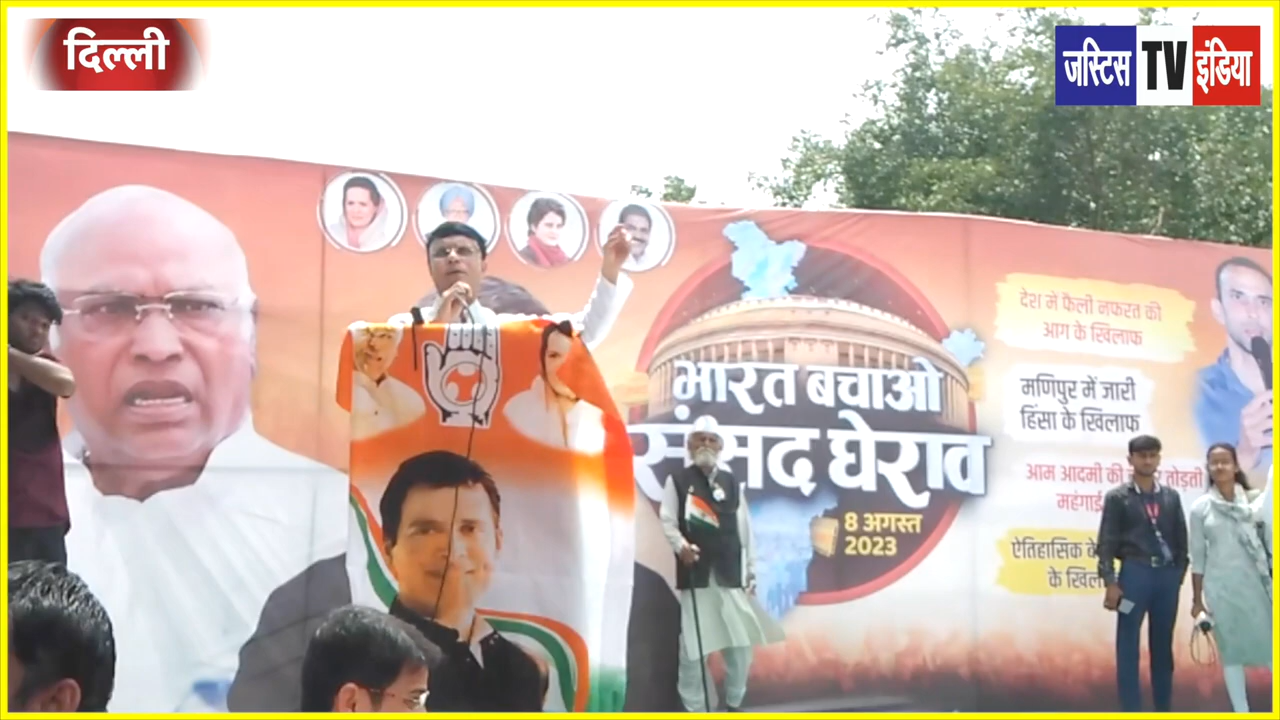 दिल्ली
जस्टिस TV इंडिया
भारत बचाओ
संसद घेराव
8 अगस्त
2023
देश में फैली नफरत की
आग के खिलाफ
मणिपुर में जारी
हिंसा के खिलाफ
आम आदमी की तोड़ती
महंगाई
ऐतिहासिक
के